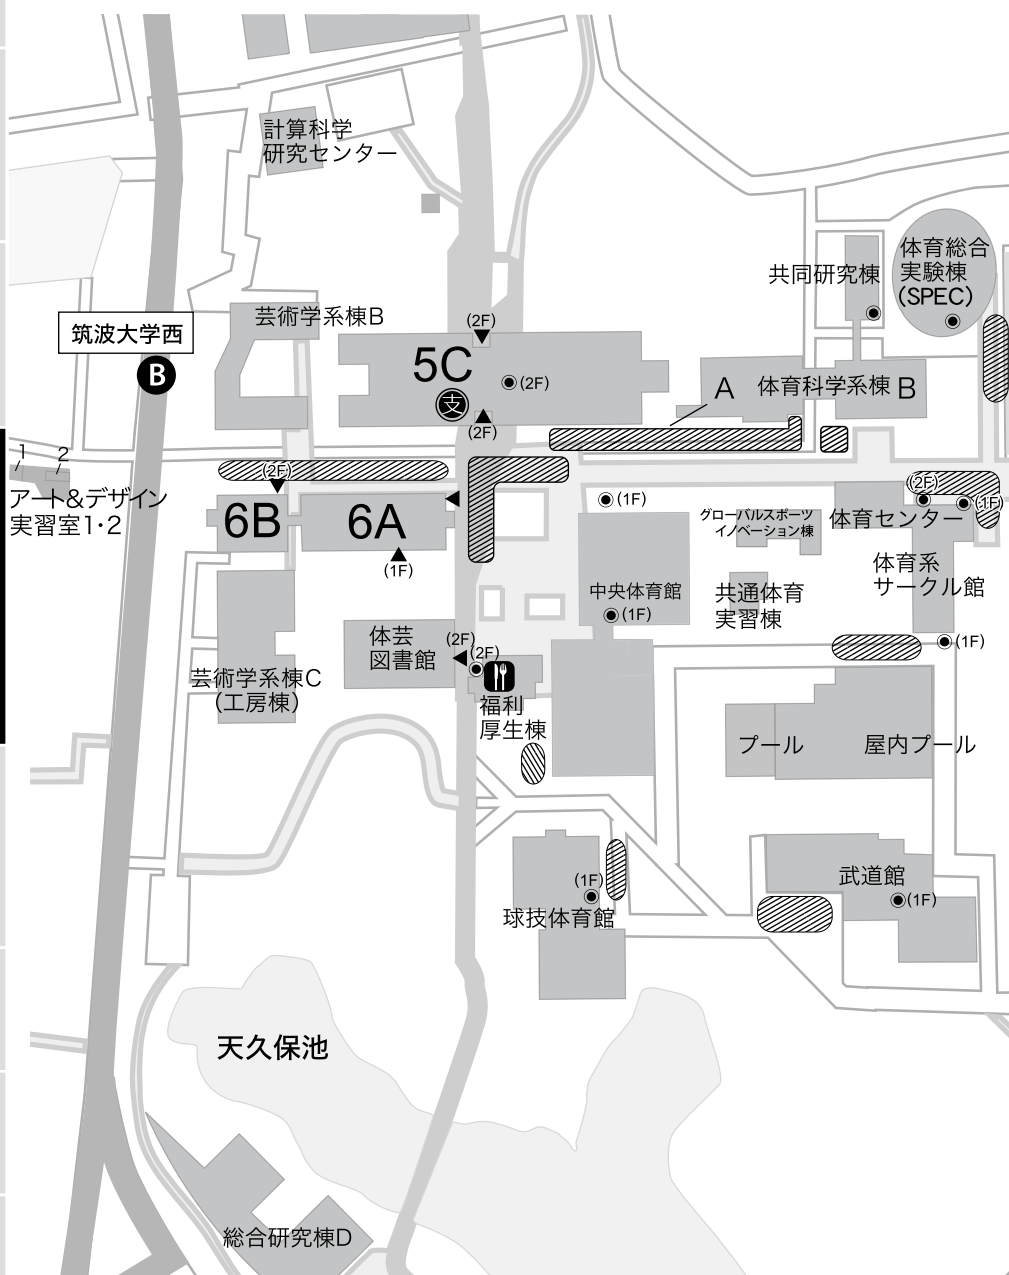 計算科学
研究センター
体育総合
実験棟
(SPEC)
共同研究棟
芸術学系棟B
筑波大学西
B
(2F)
5C
(2F)
支
(2F)
A
体育科学系棟 B
1
2
アート&デザイン
実習室1・2
(2F)
6B
6A
(1F)
(1F)
グローバルスポーツ
イノベーション棟
(2F)
(1F)
体育センター
体育系
サークル館
(1F)
中央体育館
(1F)
共通体育
実習棟
体芸
図書館
(2F)
(2F)
福利
厚生棟
芸術学系棟C
(工房棟)
プール
屋内プール
武道館
(1F)
(1F)
球技体育館
天久保池
総合研究棟D